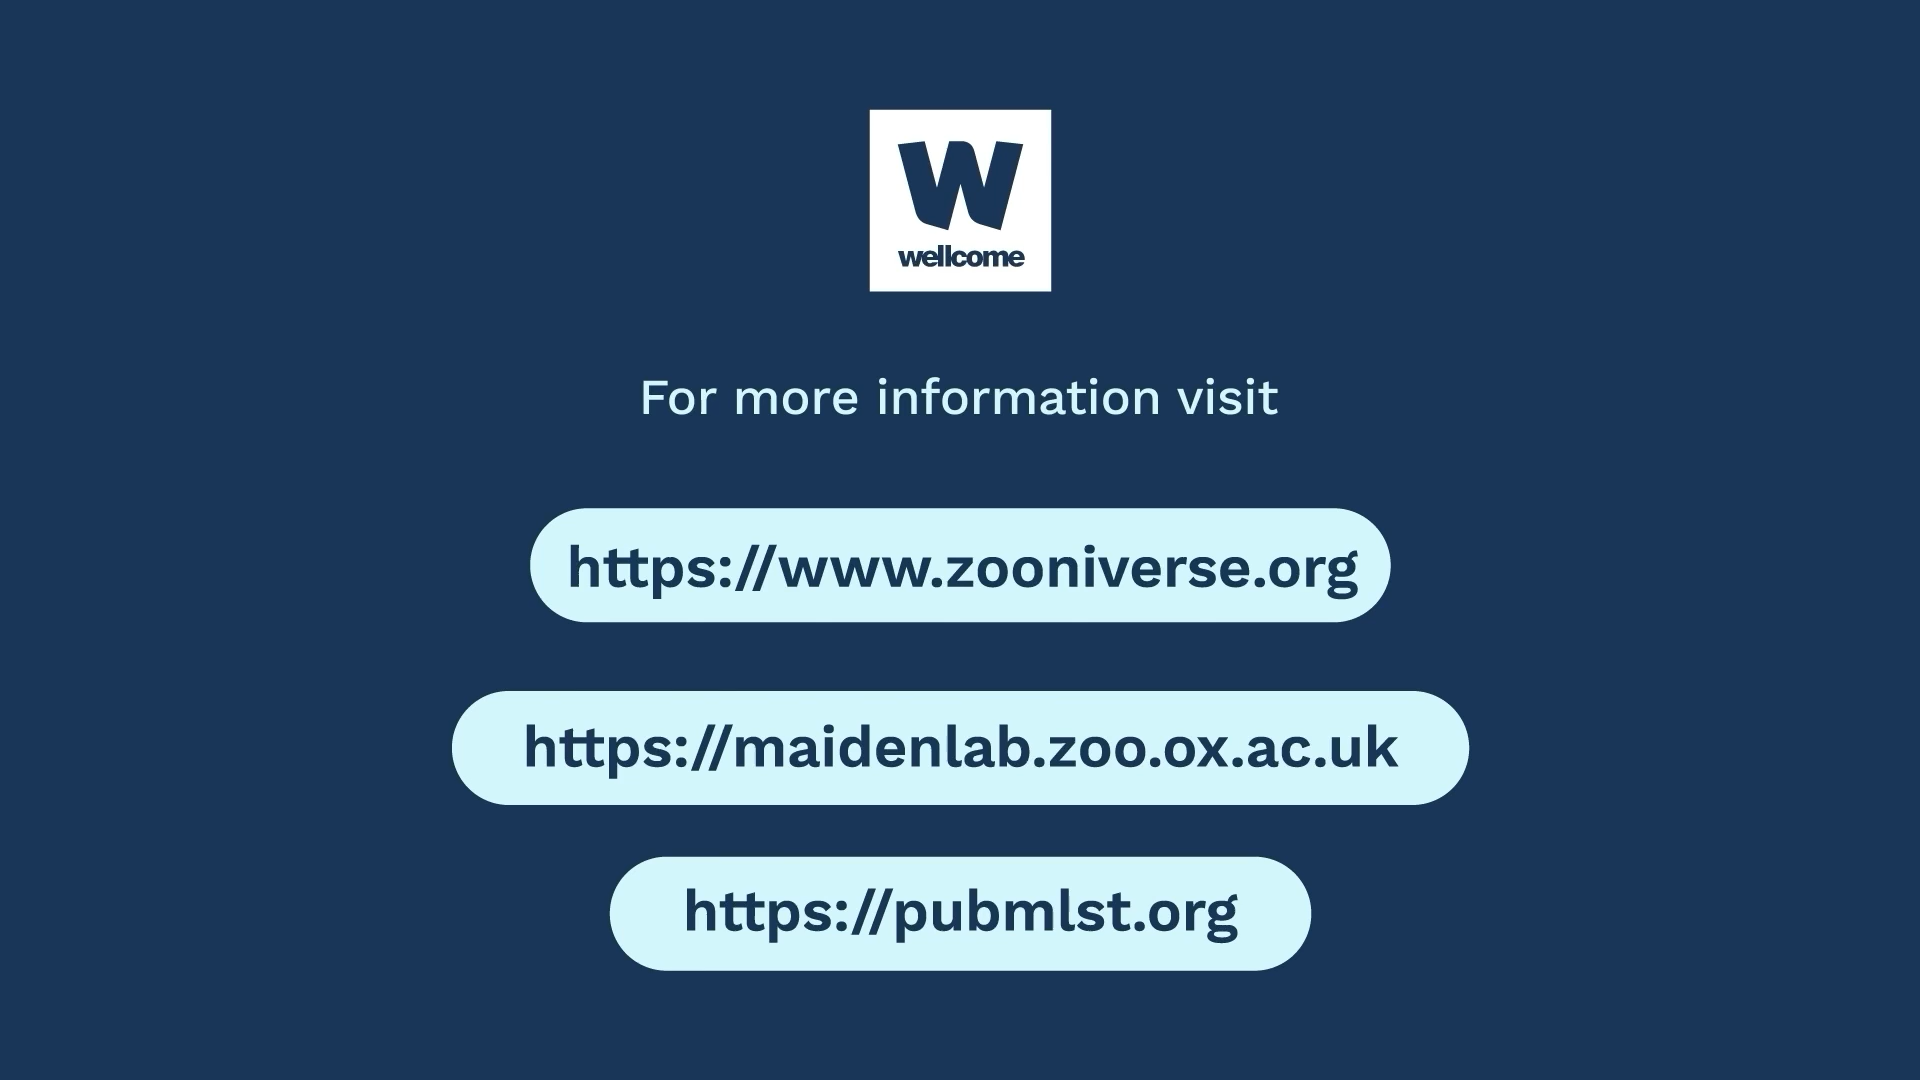 W
wellcome
For more information visit
https://www.zooniverse.org
https://maidenlab.zoo.ox.ac.uk
https://pubmlst.org